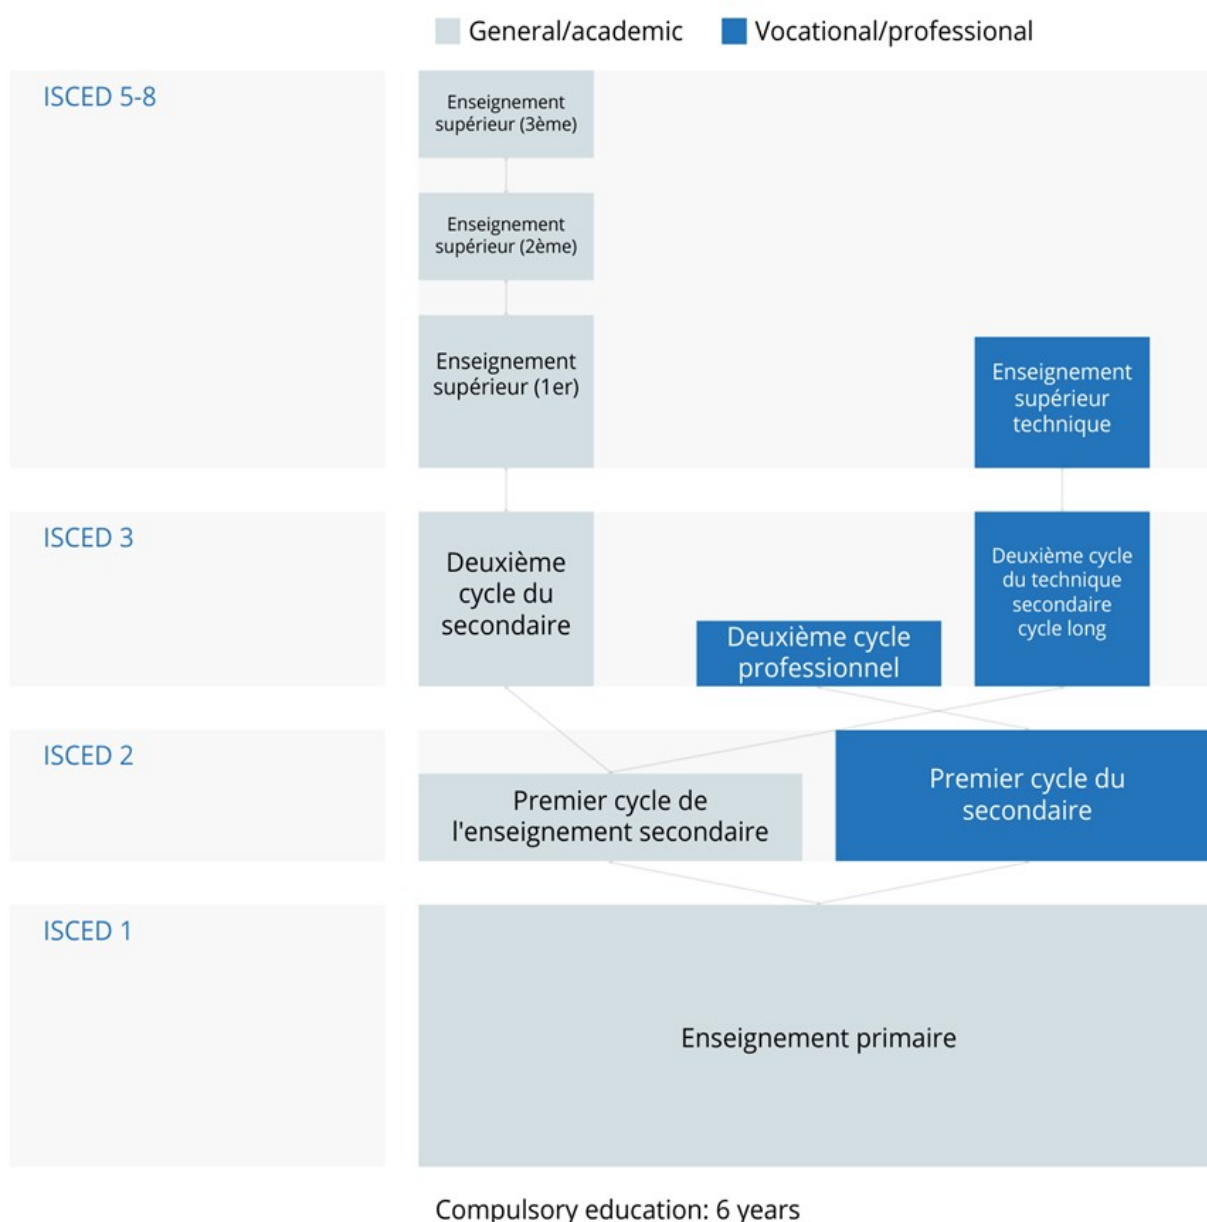 General/academic
Vocational/professional
ISCED 5-8
Enseignement
supérieur (3ème)
Enseignement
supérieur (2ème)
Enseignement
supérieur (1er)
Enseignement
supérieur
technique
ISCED 3
Deuxième
cycle du
secondaire
Deuxième cycle
professionnel
Deuxième cycle
du technique
secondaire
cycle long
ISCED 2
Premier cycle de
l'enseignement secondaire
Premier cycle du
secondaire
ISCED 1
Enseignement primaire
Compulsory education: 6 years